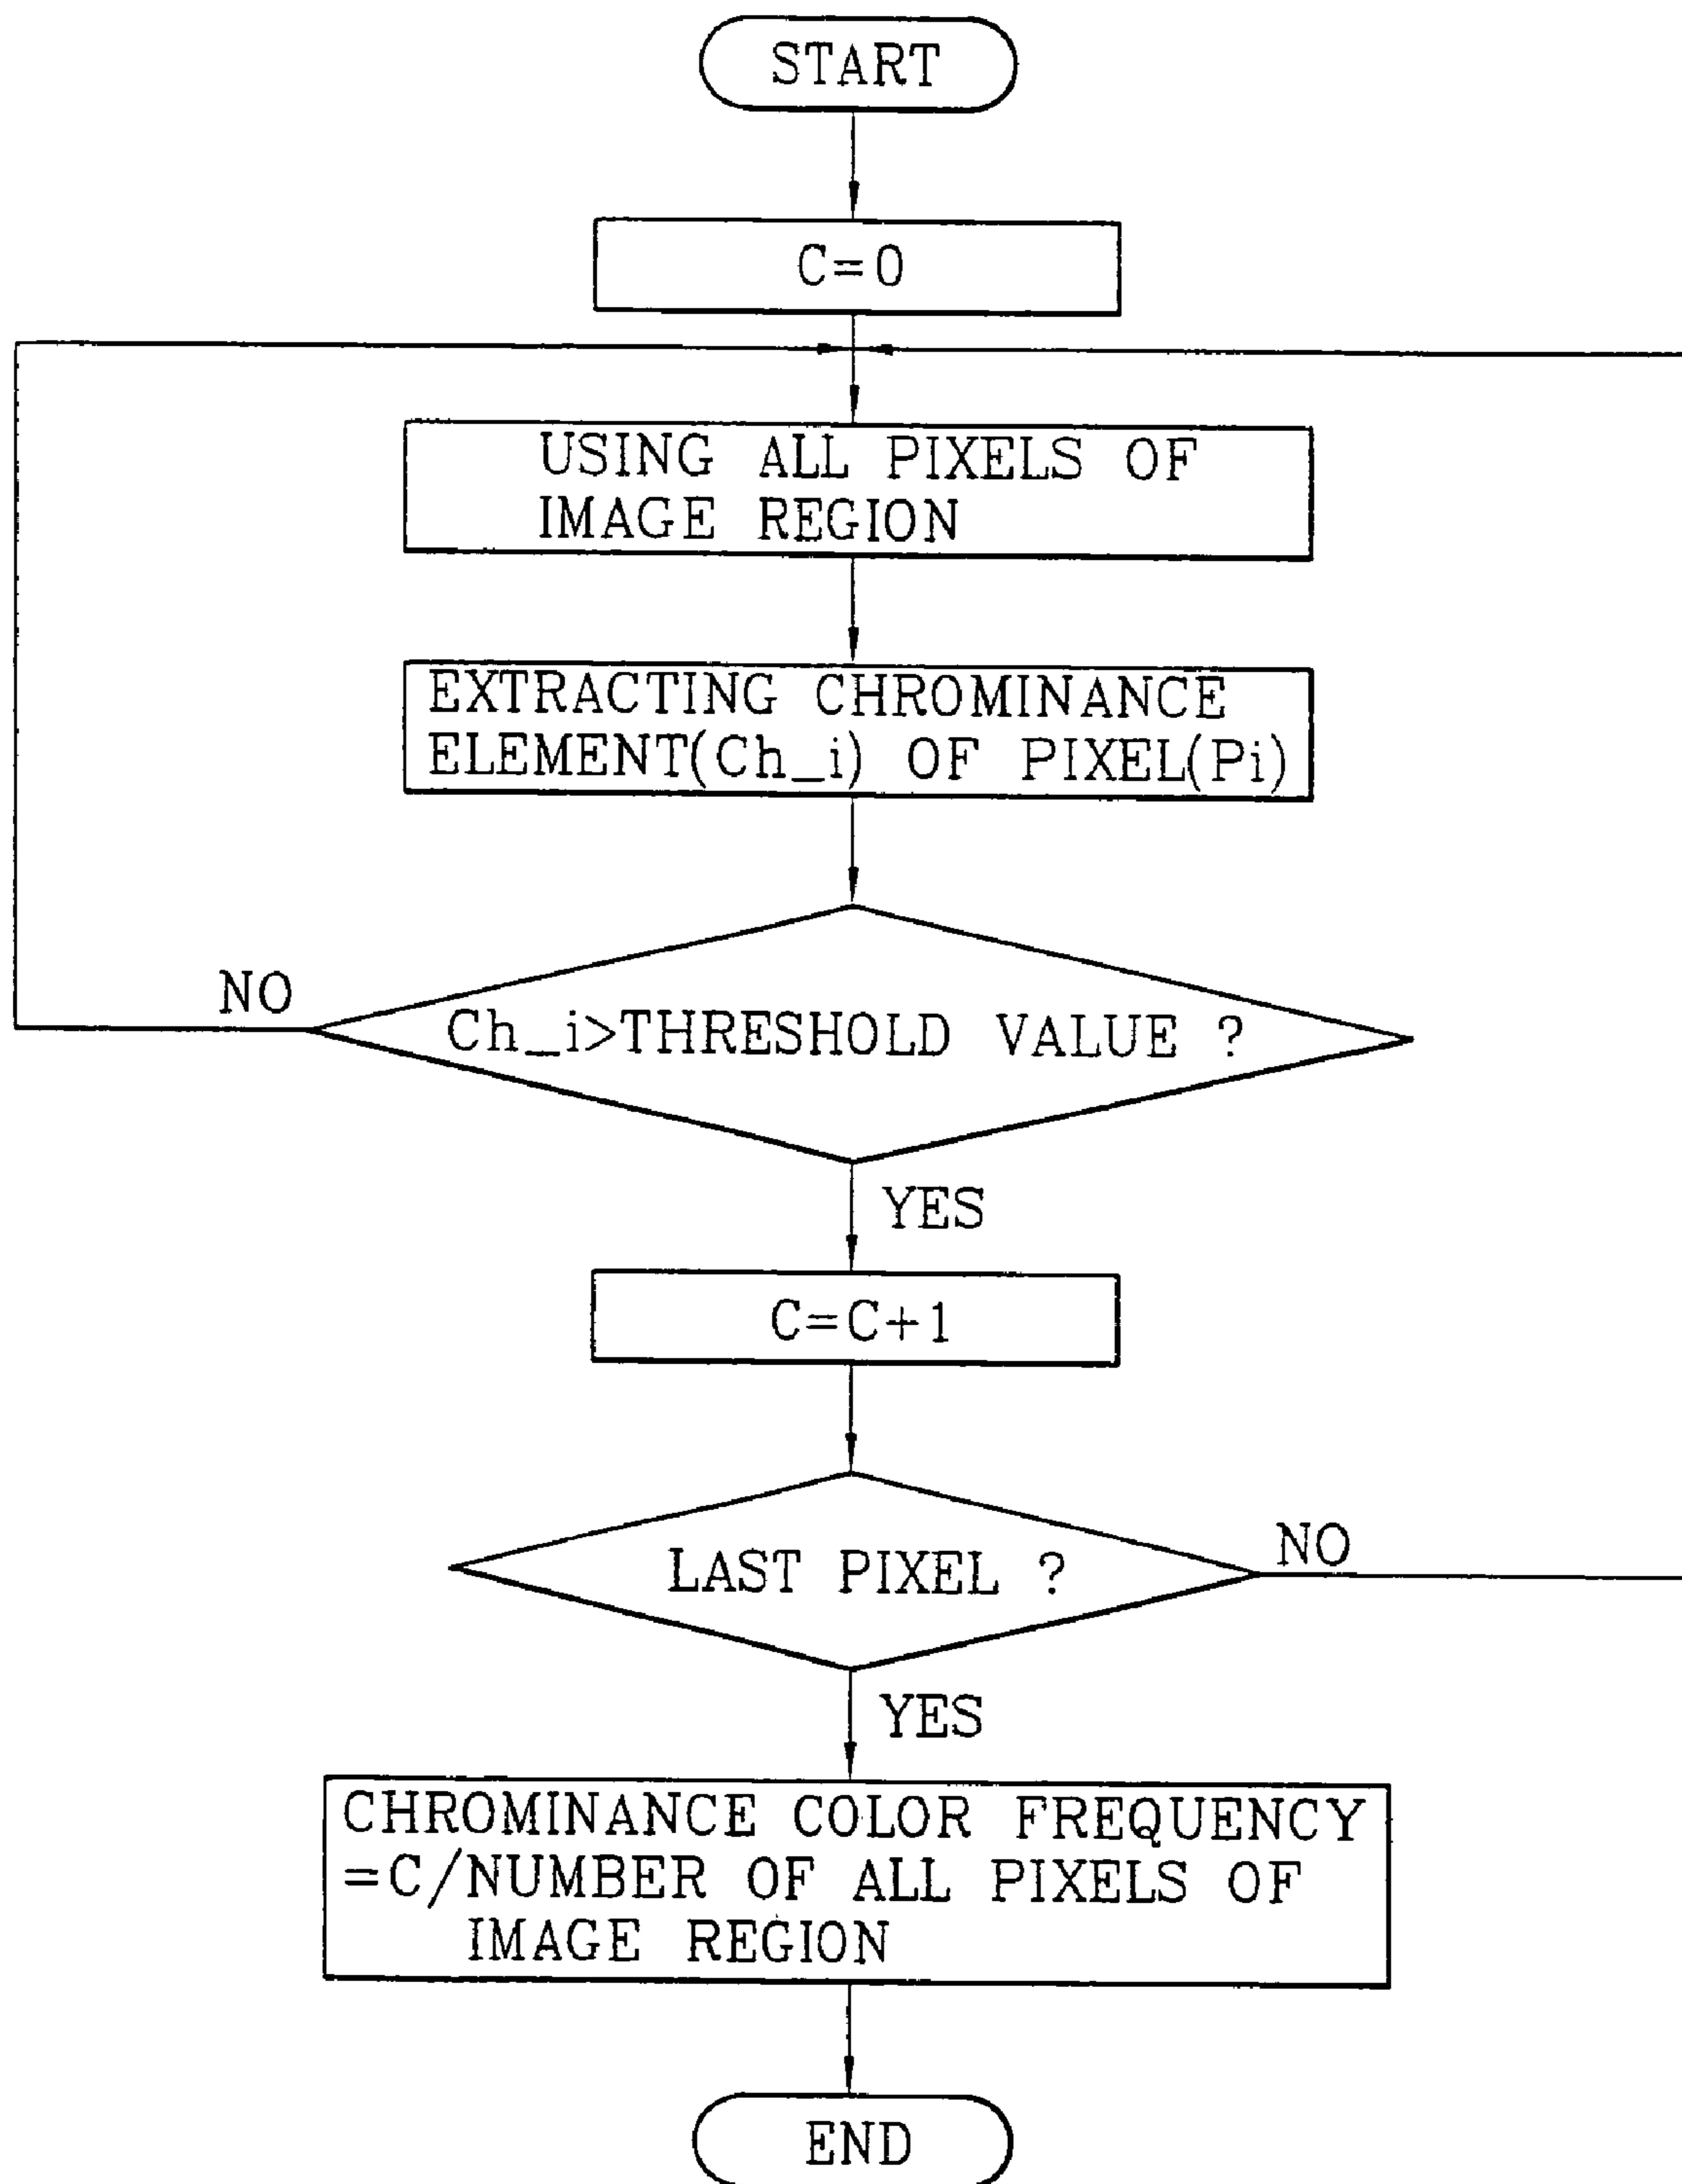 START
C=0
USING ALL PIXELS OF
IMAGE REGION
EXTRACTING CHROMINANCE
ELEMENT(Ch_i) OF PIXEL(Pi)
NO
Ch_i>THRESHOLD VALUE ?
YES
C=C+1
NO
LAST PIXEL ?
YES
CHROMINANCE COLOR FREQUENCY
=C/NUMBER OF ALL PIXELS OF
IMAGE REGION
END